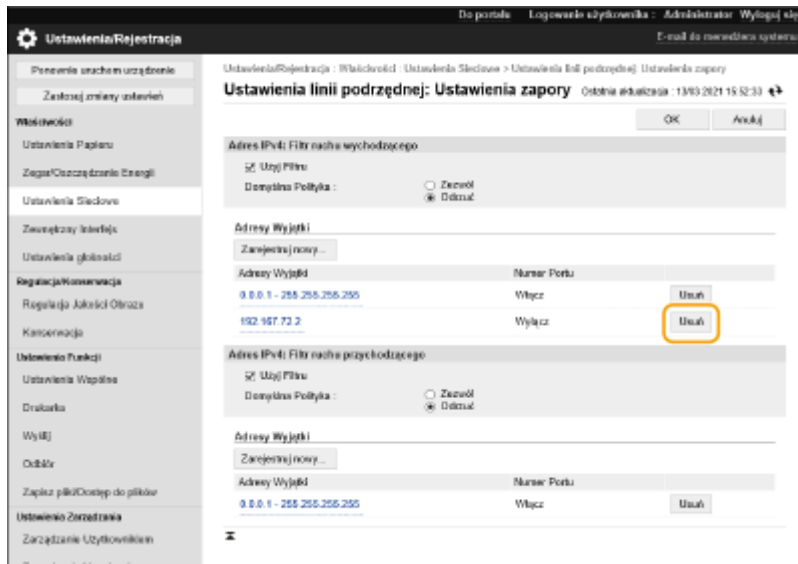 Do portalu Logowanie użytkownika : Administrator Wyloguj się
Ustawienia/Rejestracja
E-mail do menedżera systemu
Ponownie uruchom urządzenie
Zastosuj zmiany ustawień
Właściwości
Ustawienia Papieru
Zegar/Oszczędzanie Energii
Ustawienia Sieciowe
Zewnętrzny Interfejs
Ustawienia głośności
Regulacja/Konserwacja
Regulacja Jakości Obrazu
Konserwacja
Ustawienia Funkcji
Ustawienia Wspólne
Drukarka
Wyślij
Odbiór
Zapisz pliki/Dostęp do plików
Ustawienia Zarządzania
Zarządzanie Użytkownikiem
Ustawienia/Rejestracja : Właściwości : Ustawienia Sieciowe > Ustawienia linii podrzędnej: Ustawienia zapory
Ustawienia linii podrzędnej: Ustawienia zapory Ostatnia aktualizacja : 13/03 2021 15:52:33
OK Anuluj
Adres IPv4: Filtr ruchu wychodzącego
Użyj Filtru
Domyślna Polityka : Zezwól
Odrzuć
Adresy Wyjątki
Zarejestruj nowy...
Adresy Wyjątki Numer Portu
0.0.0.1 - 255.255.255.255 Włącz Usuń
192.167.72.2 Wyłącz Usuń
Adres IPv4: Filtr ruchu przychodzącego
Użyj Filtru
Domyślna Polityka : Zezwól
Odrzuć
Adresy Wyjątki
Zarejestruj nowy...
Adresy Wyjątki Numer Portu
0.0.0.1 - 255.255.255.255 Włącz Usuń